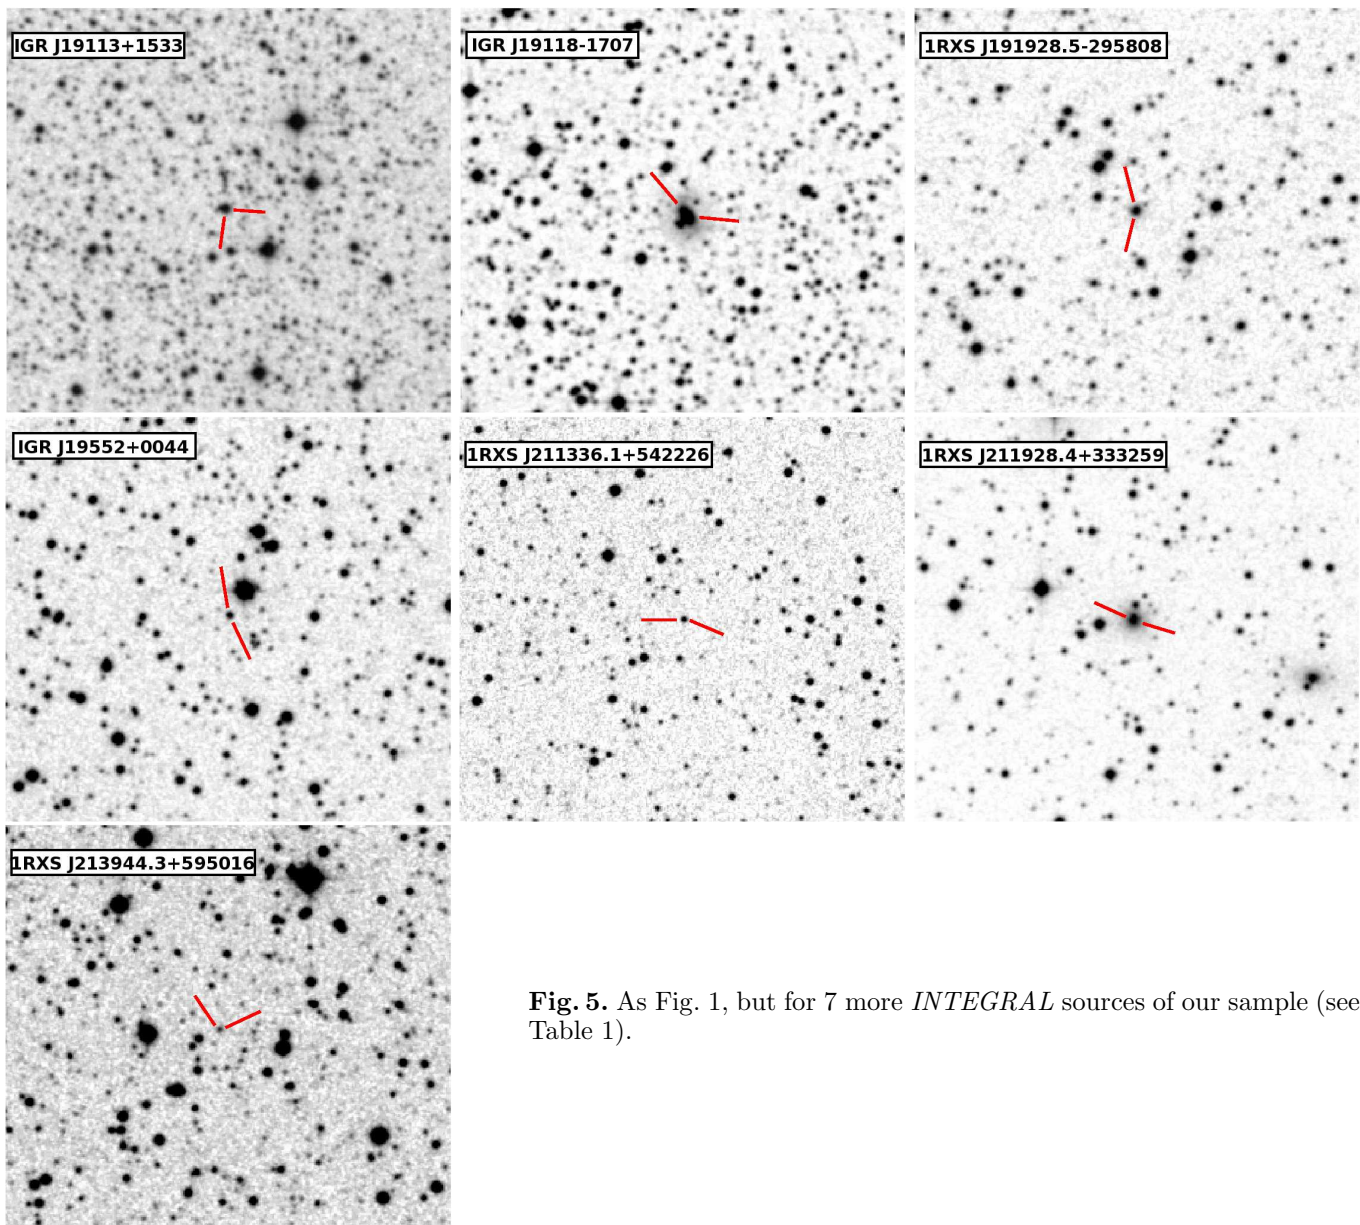 IGR J19113+1533
IGR J19118-1707
1RXS J191928.5-295808
IGR J19552+0044
1RXS J211336.1+542226
1RXS J211928.4+333259
1RXS J213944.3+595016
Fig. 5. As Fig. 1, but for 7 more INTEGRAL sources of our sample (see
Table 1).